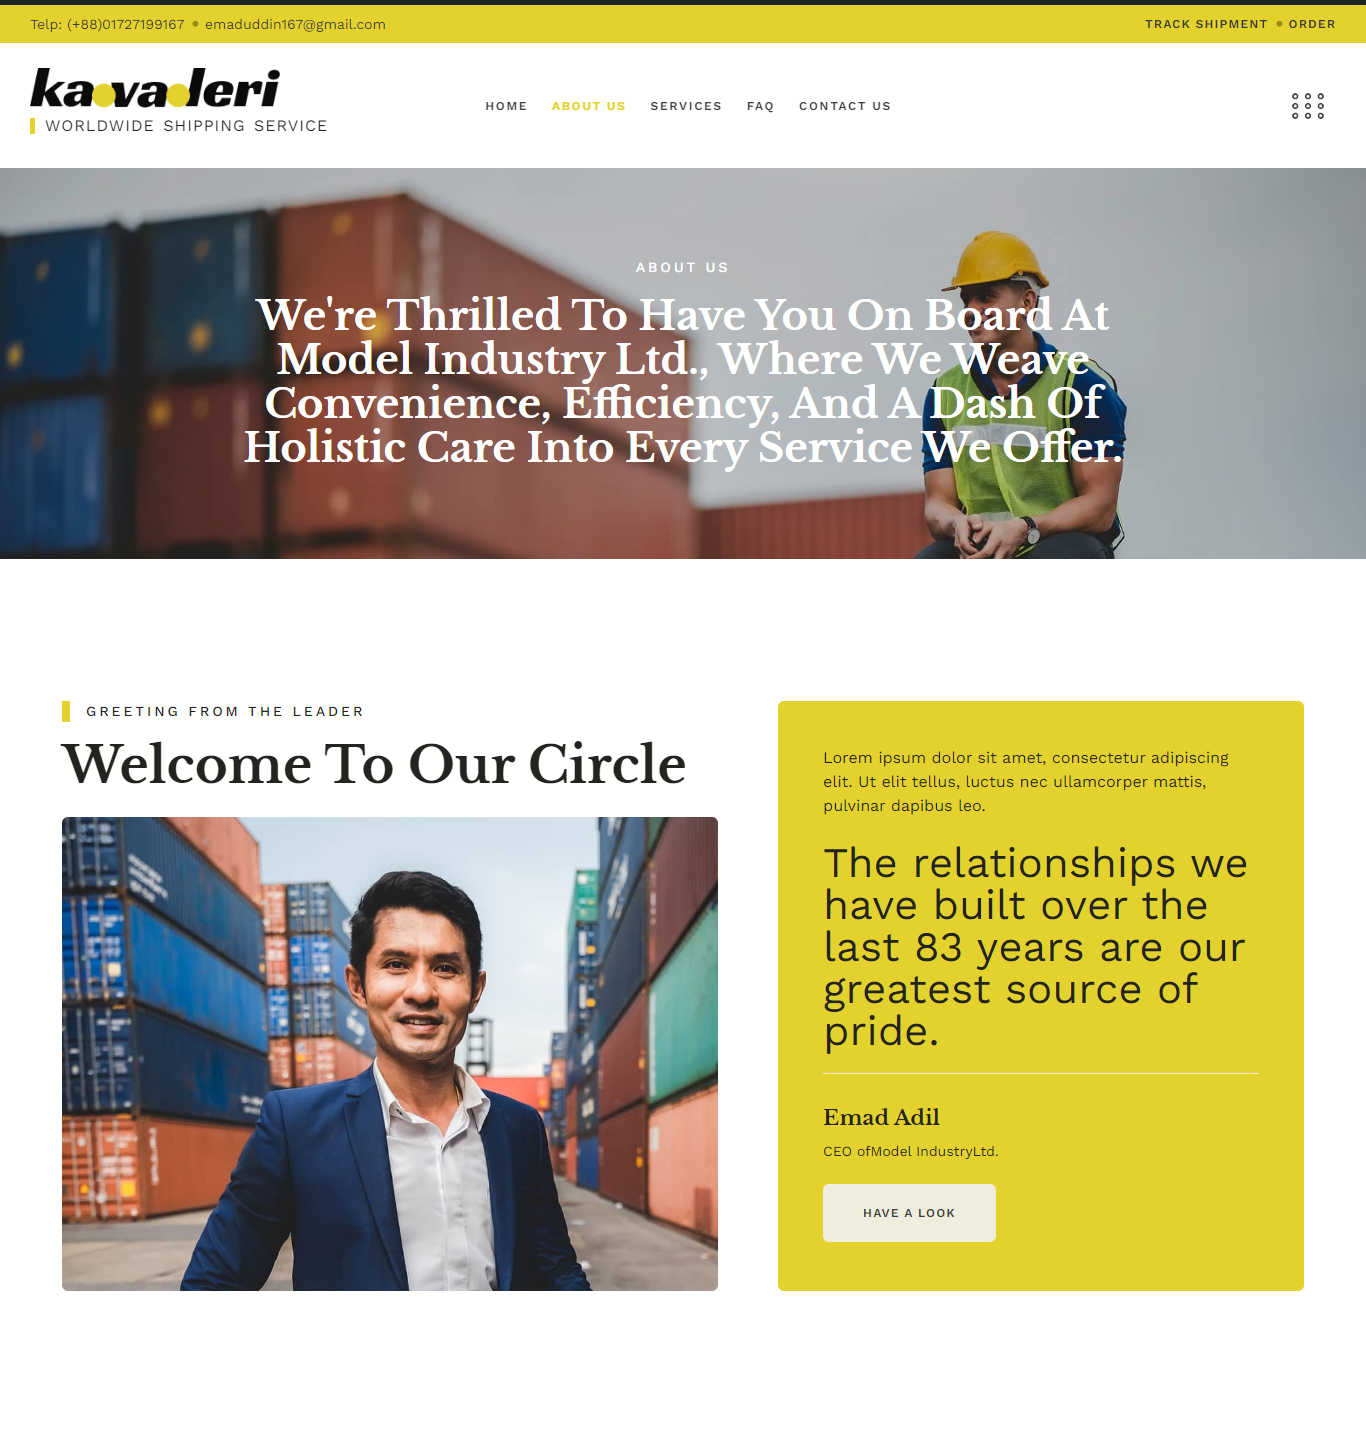 Telp: (+88)01727199167 • emaduddin167@gmail.com
TRACK SHIPMENT • ORDER
kavaleri
WORLDWIDE SHIPPING SERVICE
HOME ABOUT US SERVICES FAQ CONTACT US
ABOUT US
We're Thrilled To Have You On Board At
Model Industry Ltd., Where We Weave
Convenience, Efficiency, And A Dash Of
Holistic Care Into Every Service We Offer.
GREETING FROM THE LEADER
Welcome To Our Circle
Lorem ipsum dolor sit amet, consectetur adipiscing
elit. Ut elit tellus, luctus nec ullamcorper mattis,
pulvinar dapibus leo.
The relationships we
have built over the
last 83 years are our
greatest source of
pride.
Emad Adil
CEO ofModel IndustryLtd.
HAVE A LOOK